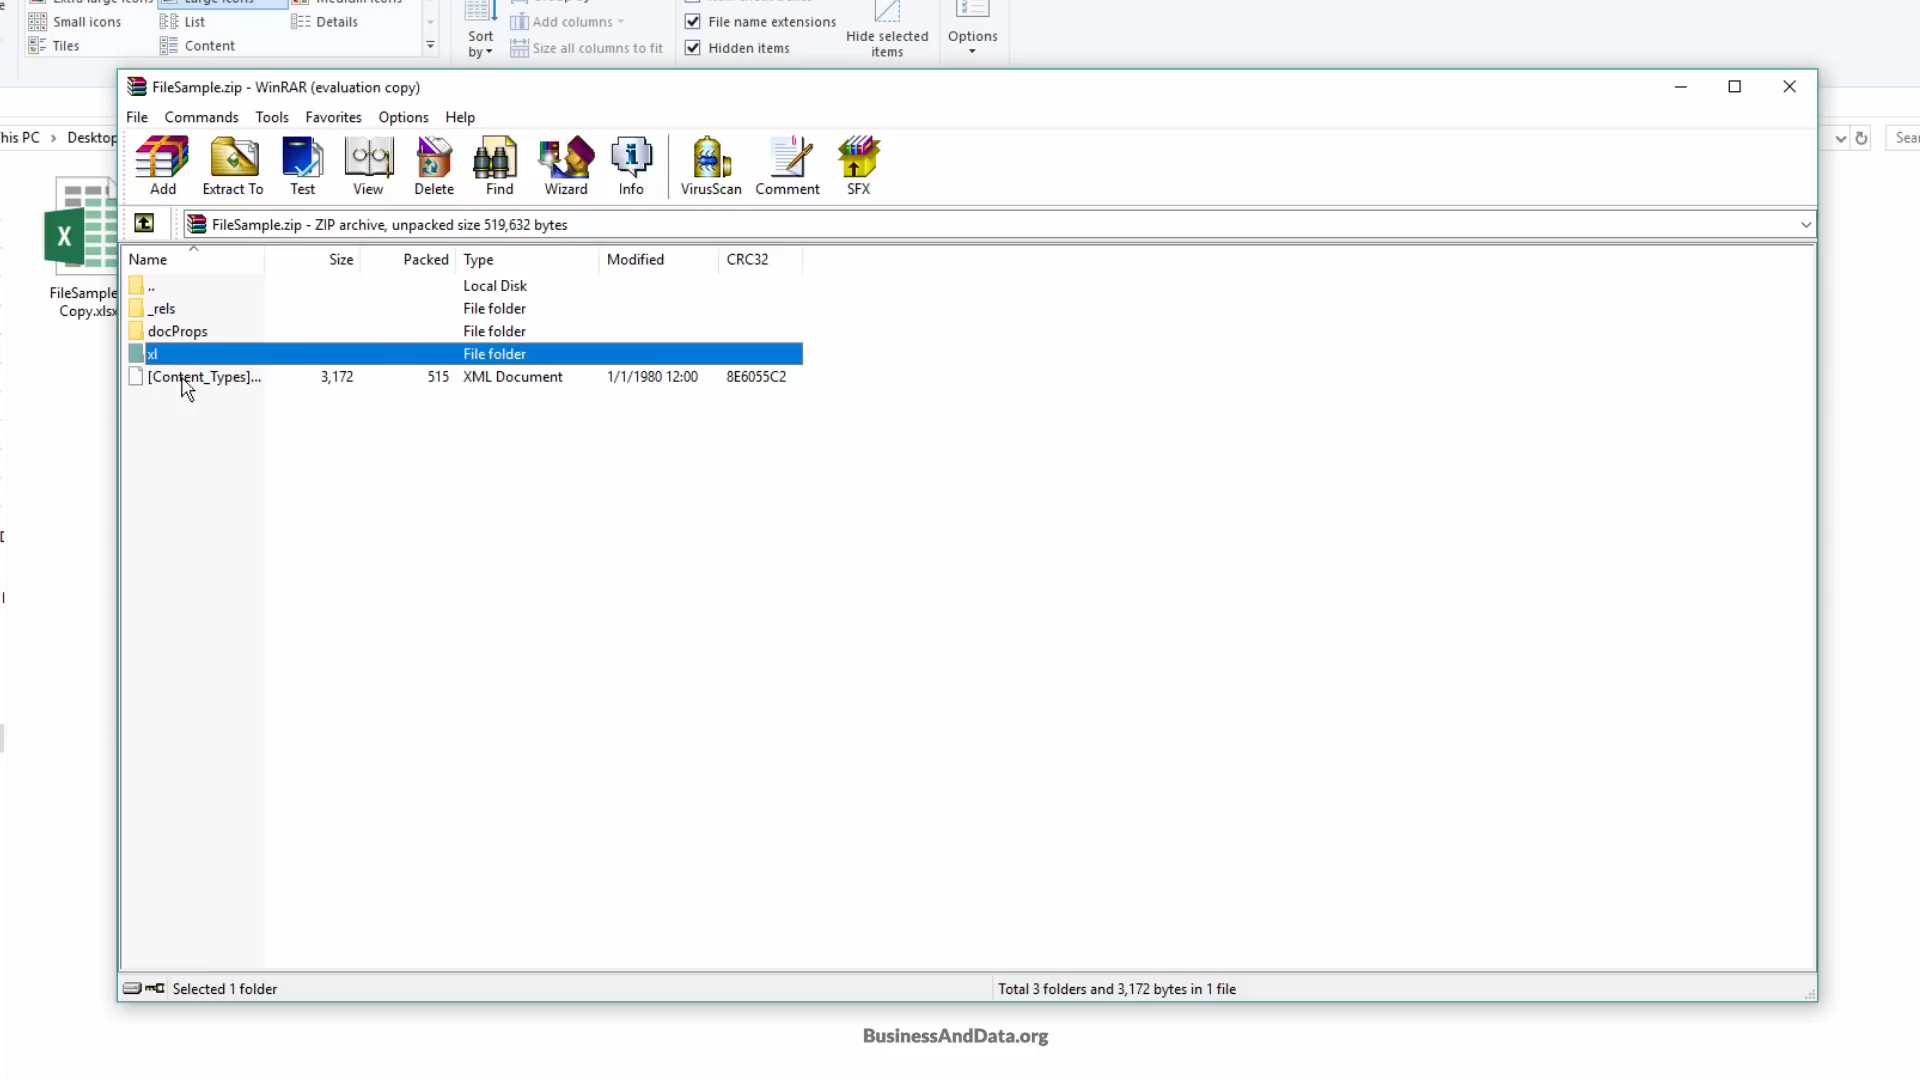 Small icons
List
Details
Tiles
Content
Sort
by
Add columns
Size all columns to fit
File name extensions
Hidden items
Hide selected
items
Options
FileSample.zip - WinRAR (evaluation copy)
File Commands Tools Favorites Options Help
his PC > Desktop
Add Extract To Test View Delete Find Wizard Info VirusScan Comment SFX
FileSample.zip - ZIP archive, unpacked size 519,632 bytes
Name Size Packed Type Modified CRC32
.. Local Disk
_rels File folder
docProps File folder
xl File folder
[Content_Types]... 3,172 515 XML Document 1/1/1980 12:00 8E6055C2
X
FileSample
Copy.xlsx
Selected 1 folder
Total 3 folders and 3,172 bytes in 1 file
BusinessAndData.org